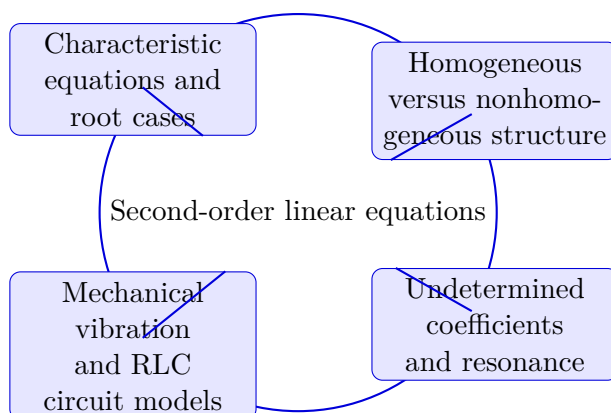 Characteristic
equations and
root cases
Homogeneous
versus nonhomo-
geneous structure
Second-order linear equations
Mechanical
vibration
and RLC
circuit models
Undetermined
coefficients
and resonance